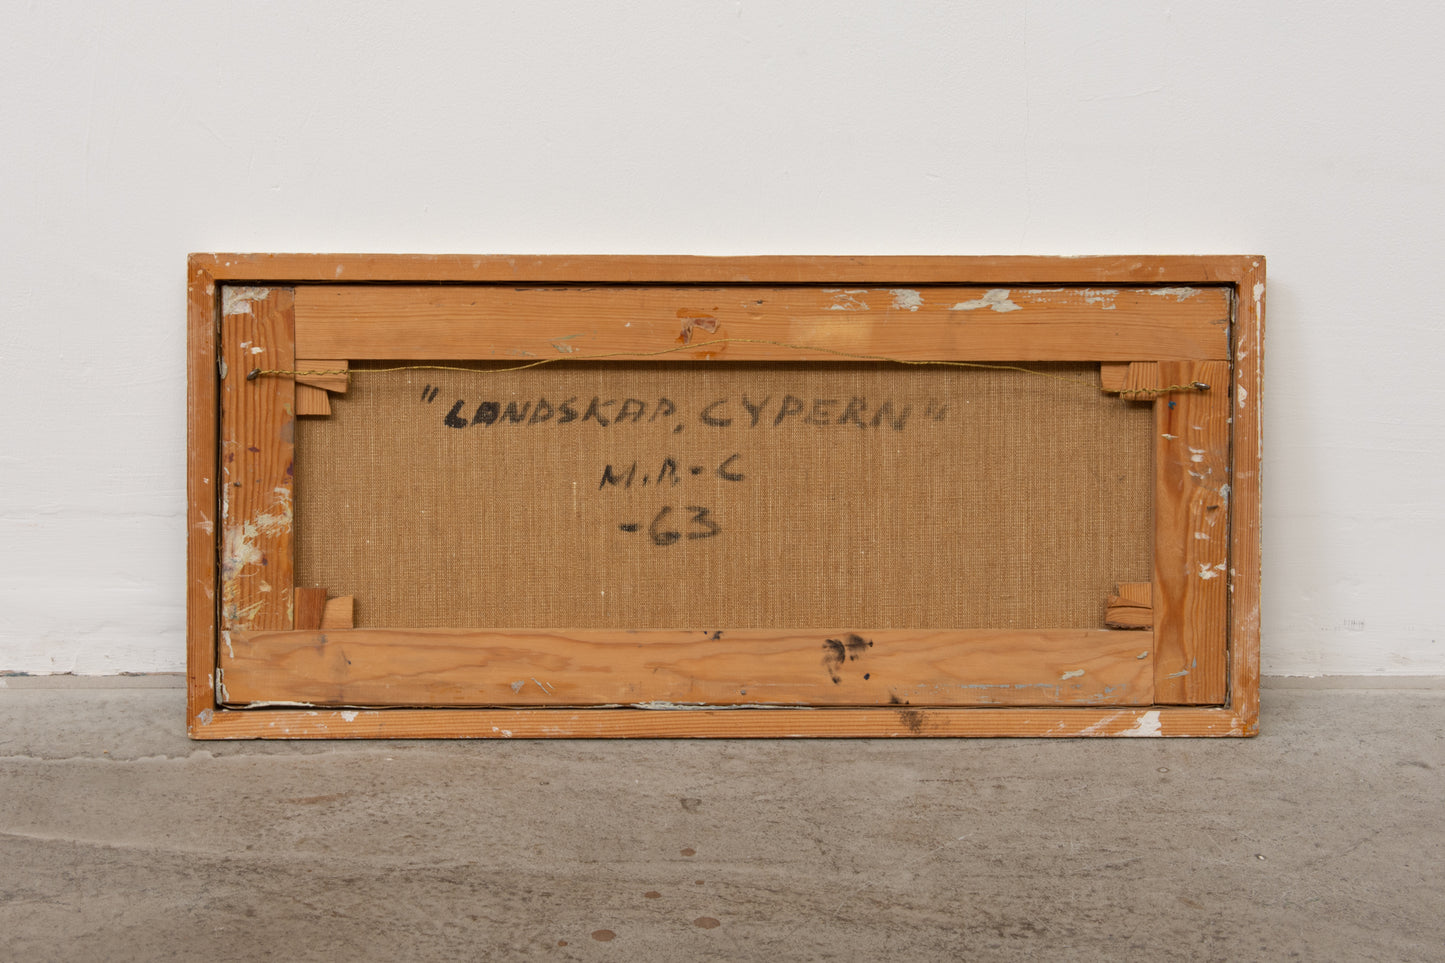 "LANDSKAP, CYPERN"
M.R-C
-63